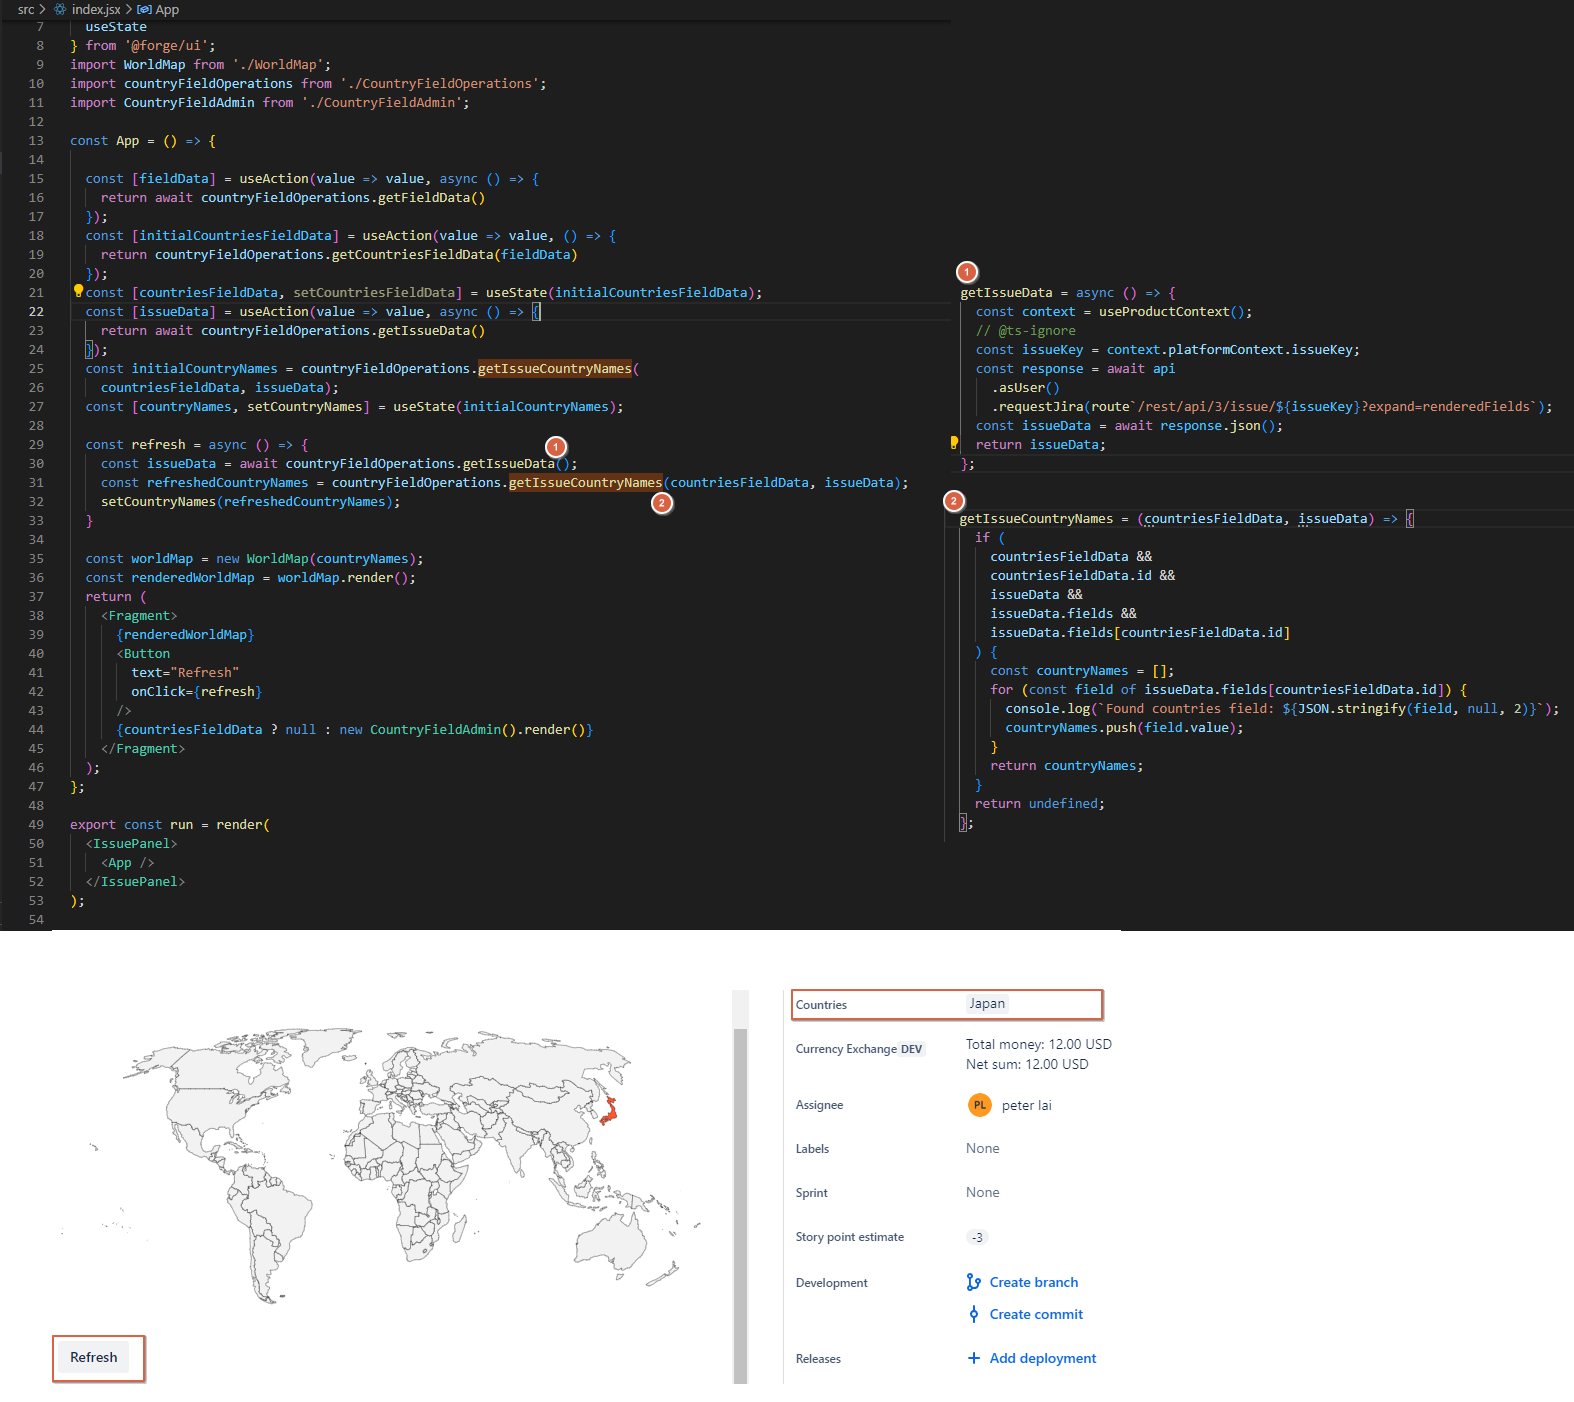 src > index.jsx > App
7 useState
8 } from '@forge/ui';
9 import WorldMap from './WorldMap';
10 import countryFieldOperations from './CountryFieldOperations';
11 import CountryFieldAdmin from './CountryFieldAdmin';
12
13 const App = () => {
14
15 const [fieldData] = useAction(value => value, async () => {
16 return await countryFieldOperations.getFieldData()
17 });
18 const [initialCountriesFieldData] = useAction(value => value, () => {
19 return countryFieldOperations.getCountriesFieldData(fieldData)
20 });
21 const [countriesFieldData, setCountriesFieldData] = useState(initialCountriesFieldData);
22 const [issueData] = useAction(value => value, async () => {
23 return await countryFieldOperations.getIssueData()
24 });
25 const initialCountryNames = countryFieldOperations.getIssueCountryNames(
26 countriesFieldData, issueData);
27 const [countryNames, setCountryNames] = useState(initialCountryNames);
28
29 const refresh = async () => {
1
30 const issueData = await countryFieldOperations.getIssueData();
31 const refreshedCountryNames = countryFieldOperations.getIssueCountryNames(countriesFieldData, issueData);
2
32 setCountryNames(refreshedCountryNames);
33 }
34
35 const worldMap = new WorldMap(countryNames);
36 const renderedWorldMap = worldMap.render();
37 return (
38 <Fragment>
39 {renderedWorldMap}
40 <Button
41 text="Refresh"
42 onClick={refresh}
43 />
44 {countriesFieldData ? null : new CountryFieldAdmin().render()}
45 </Fragment>
46 );
47 };
48
49 export const run = render(
50 <IssuePanel>
51 <App />
52 </IssuePanel>
53 );
54
1
getIssueData = async () => {
const context = useProductContext();
// @ts-ignore
const issueKey = context.platformContext.issueKey;
const response = await api
.asUser()
.requestJira(route`/rest/api/3/issue/${issueKey}?expand=renderedFields`);
const issueData = await response.json();
return issueData;
};
2
getIssueCountryNames = (countriesFieldData, issueData) => {
if (
countriesFieldData &&
countriesFieldData.id &&
issueData &&
issueData.fields &&
issueData.fields[countriesFieldData.id]
) {
const countryNames = [];
for (const field of issueData.fields[countriesFieldData.id]) {
console.log(`Found countries field: ${JSON.stringify(field, null, 2)}`);
countryNames.push(field.value);
}
return countryNames;
}
return undefined;
};
Refresh
Countries Japan
Currency Exchange DEV Total money: 12.00 USD
Net sum: 12.00 USD
Assignee PL peter lai
Labels None
Sprint None
Story point estimate -3
Development Create branch
Create commit
Releases + Add deployment